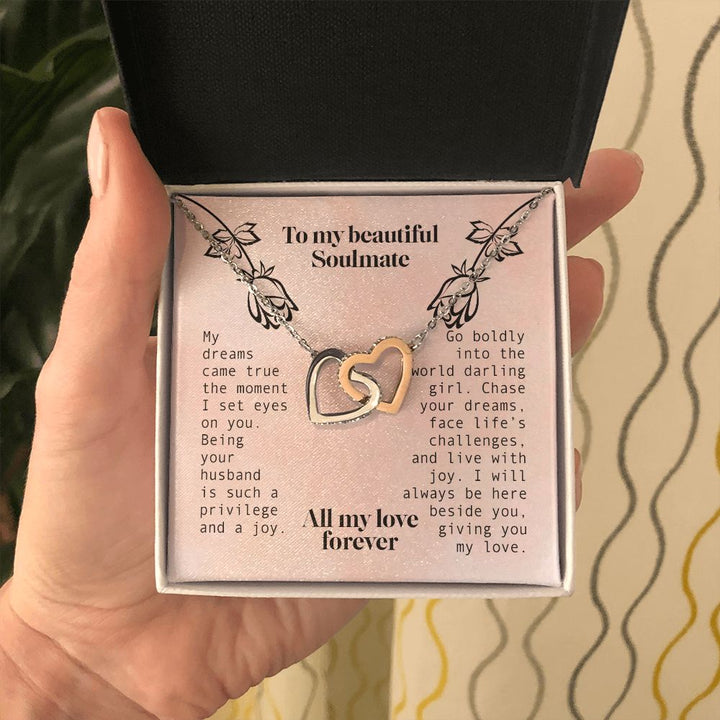 To my beautiful
Soulmate
My
dreams
came true
the moment
I set eyes
on you.
Being
your
husband
is such a
privilege
and a joy.
Go boldly
into the
world darling
girl. Chase
your dreams,
face life's
challenges,
and live with
joy. I will
always be here
beside you,
giving you
my love.
All my love
forever